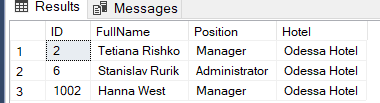 Results Messages
ID FullName Position Hotel
1 2 Tetiana Rishko Manager Odessa Hotel
2 6 Stanislav Rurik Administrator Odessa Hotel
3 1002 Hanna West Manager Odessa Hotel